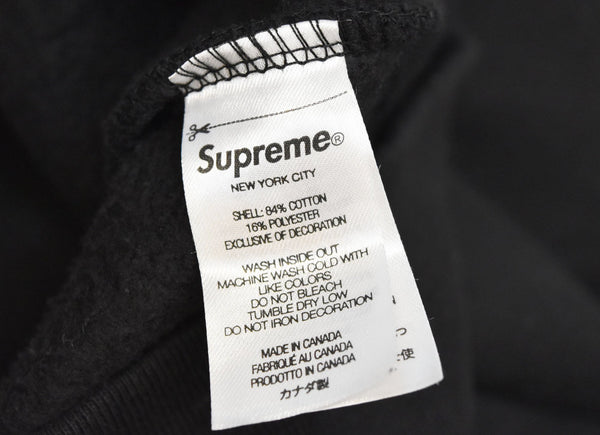 Supreme®
NEW YORK CITY
SHELL: 84% COTTON
16% POLYESTER
EXCLUSIVE OF DECORATION
WASH INSIDE OUT
MACHINE WASH COLD WITH
LIKE COLORS
DO NOT BLEACH
TUMBLE DRY LOW
DO NOT IRON DECORATION
MADE IN CANADA
FABRIQUÉ AU CANADA
PRODOTTO IN CANADA
カナダ製
つ
使